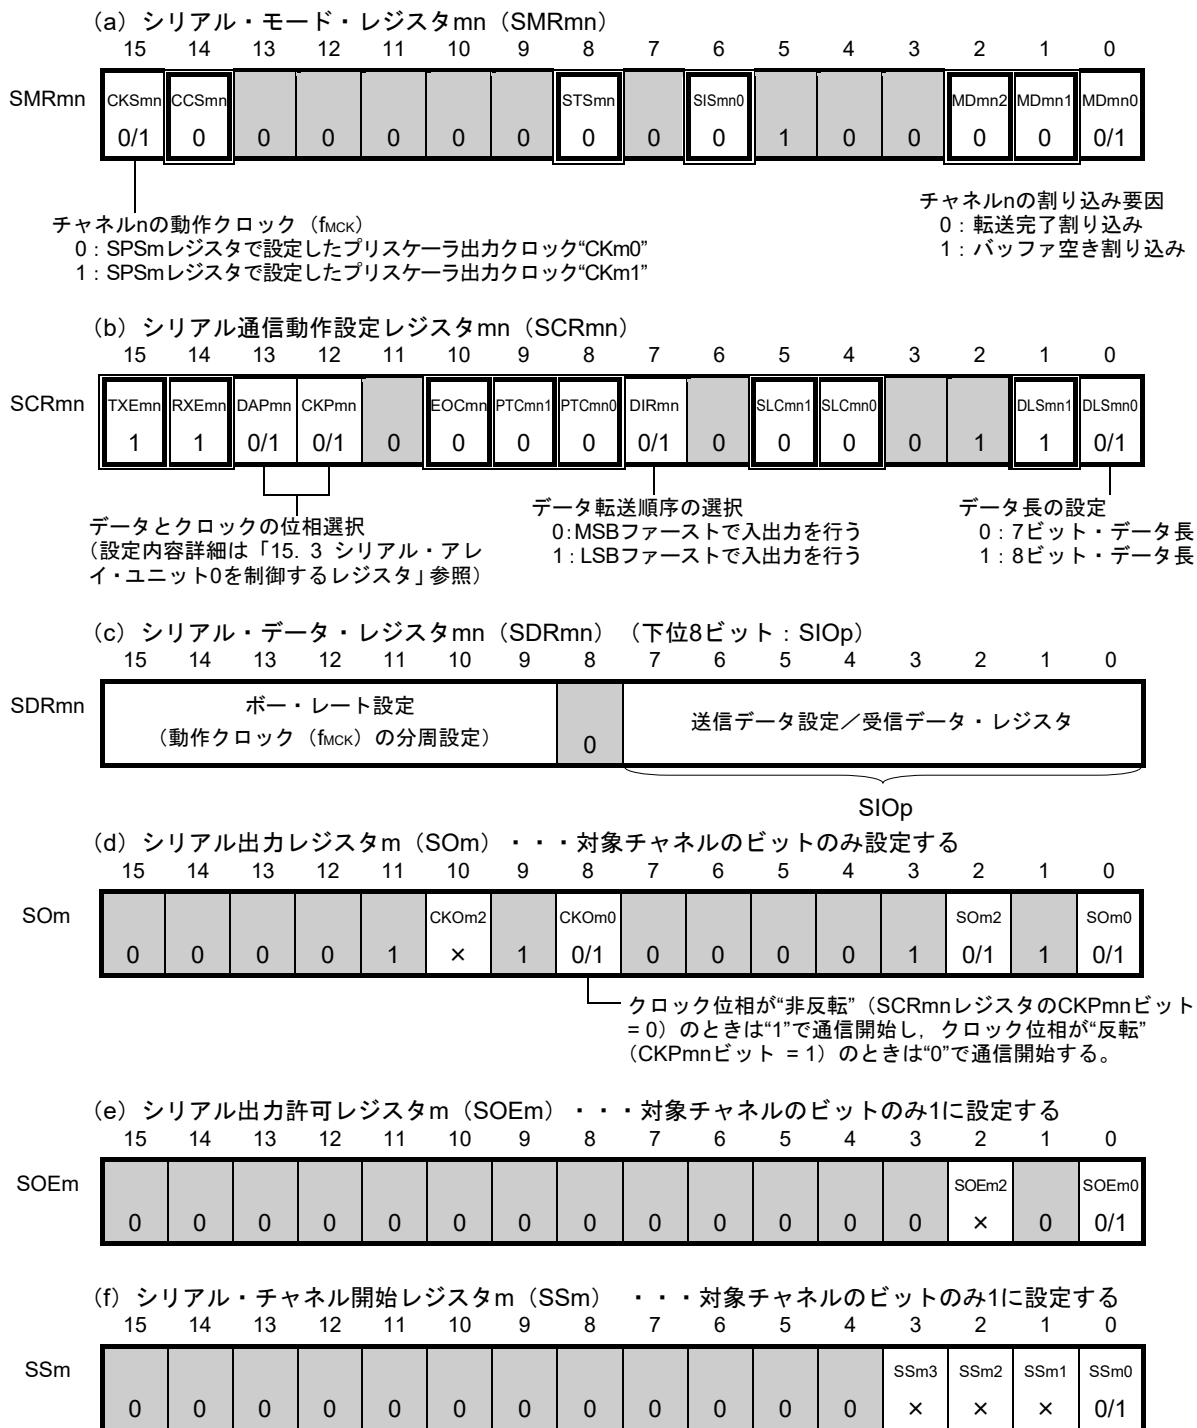 (a) シリアル・モード・レジスタmn (SMRmn)
15 14 13 12 11 10 9 8 7 6 5 4 3 2 1 0
SMRmn CKSmn CCSmn STSmn SISmn0 MDmn2 MDmn1 MDmn0
0/1 0 0 0 0 0 0 0 0 0 1 0 0 0 0 0/1
チャネルnの動作クロック (fMCK)
0 : SPSmレジスタで設定したプリスケーラ出力クロック“CKm0”
1 : SPSmレジスタで設定したプリスケーラ出力クロック“CKm1”
チャネルnの割り込み要因
0 : 転送完了割り込み
1 : バッファ空き割り込み
(b) シリアル通信動作設定レジスタmn (SCRmn)
15 14 13 12 11 10 9 8 7 6 5 4 3 2 1 0
SCRmn TXEmn RXEmn DAPmn CKPmn EOCmn PTCmn1 PTCmn0 DIRmn SLCmn1 SLCmn0 DLSmn1 DLSmn0
1 1 0/1 0/1 0 0 0 0 0/1 0 0 0 0 1 1 0/1
データとクロックの位相選択
(設定内容詳細は「15. 3 シリアル・アレ
イ・ユニット0を制御するレジスタ」参照)
データ転送順序の選択
0:MSBファーストで入出力を行う
1:LSBファーストで入出力を行う
データ長の設定
0 : 7ビット・データ長
1 : 8ビット・データ長
(c) シリアル・データ・レジスタmn (SDRmn) (下位8ビット : SIOp)
15 14 13 12 11 10 9 8 7 6 5 4 3 2 1 0
SDRmn
ボー・レート設定
(動作クロック (fMCK) の分周設定)
0
送信データ設定/受信データ・レジスタ
SIOp
(d) シリアル出力レジスタm (SOm) ・・・対象チャネルのビットのみ設定する
15 14 13 12 11 10 9 8 7 6 5 4 3 2 1 0
SOm CKOm2 CKOm0 SOm2 SOm0
0 0 0 0 1 × 1 0/1 0 0 0 0 1 0/1 1 0/1
クロック位相が“非反転” (SCRmnレジスタのCKPmnビット
= 0) のときは“1”で通信開始し, クロック位相が“反転”
(CKPmnビット = 1) のときは“0”で通信開始する。
(e) シリアル出力許可レジスタm (SOEm) ・・・対象チャネルのビットのみ1に設定する
15 14 13 12 11 10 9 8 7 6 5 4 3 2 1 0
SOEm SOEm2 SOEm0
0 0 0 0 0 0 0 0 0 0 0 0 0 × 0 0/1
(f) シリアル・チャネル開始レジスタm (SSm) ・・・対象チャネルのビットのみ1に設定する
15 14 13 12 11 10 9 8 7 6 5 4 3 2 1 0
SSm SSm3 SSm2 SSm1 SSm0
0 0 0 0 0 0 0 0 0 0 0 0 × × × 0/1